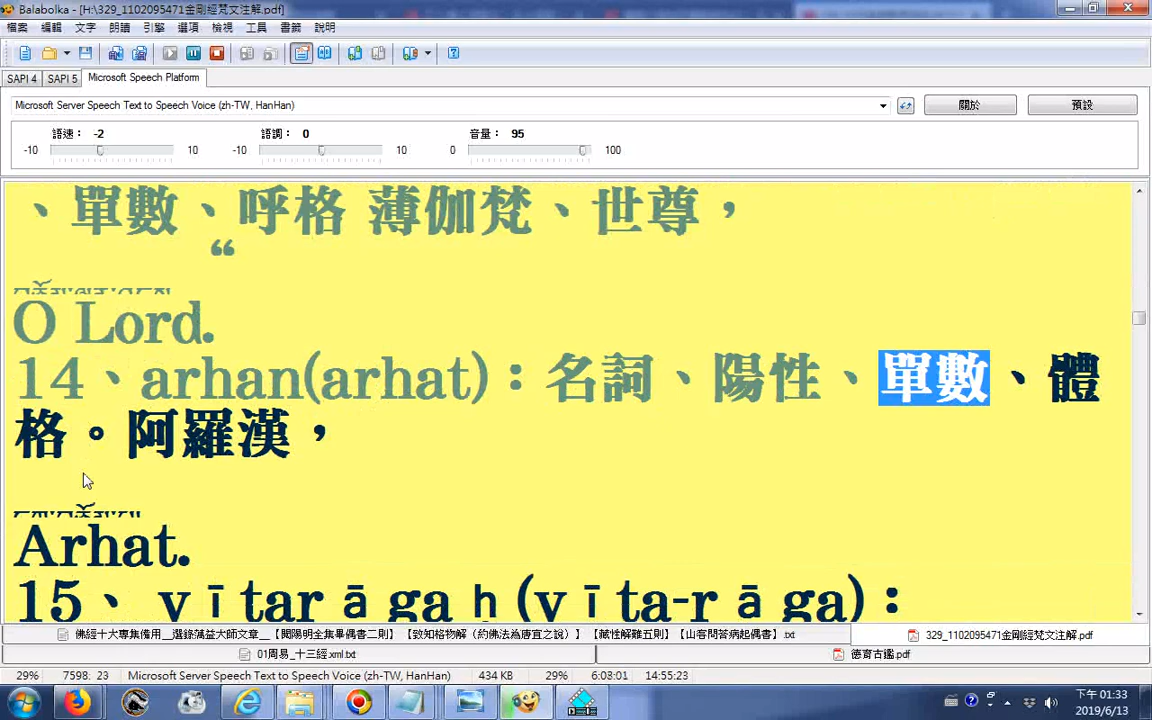 Balabolka - [H:\329_1102095471金剛經梵文注解.pdf]
檔案 編輯 文字 朗讀 引擎 選項 檢視 工具 書籤 說明
SAPI 4 SAPI 5 Microsoft Speech Platform
Microsoft Server Speech Text to Speech Voice (zh-TW, HanHan) 關於 預設
語速： -2 語調： 0 音量： 95
-10 10 -10 10 0 100
、單數、呼格 薄伽梵、世尊，
“
O Lord.
14、arhan(arhat)：名詞、陽性、單數、體
格。阿羅漢，
Arhat.
15、 vītarāgaḥ(vīta-rāga)：
佛經十大專集備用__選錄蕅益大師文章__【閱陽明全集畢偶書二則】【致知格物解（約佛法為唐宜之說）】【藏性解難五則】【山客問答病起偶書】.txt 329_1102095471金剛經梵文注解.pdf
01周易_十三經.xml.txt 德育古鑑.pdf
29% 7598: 23 Microsoft Server Speech Text to Speech Voice (zh-TW, HanHan) 434 KB 29% 6:03:01 14:55:23
下午 01:33
2019/6/13